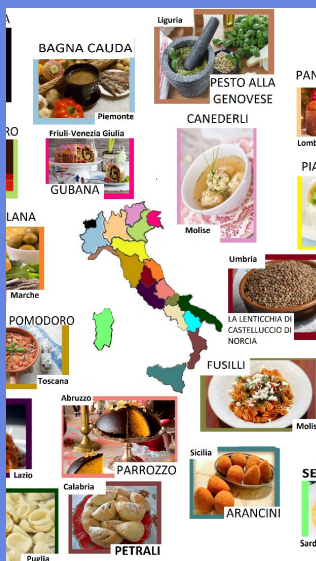 A
Liguria
BAGNA CAUDA
PESTO ALLA
GENOVESE
PAN
Piemonte
CANEDERLI
RO
Friuli-Venezia Giulia
Lomb
GUBANA
PIA
LANA
Molise
Umbria
Marche
LA LENTICCHIA DI
CASTELLUCCIO DI
NORCIA
POMODORO
FUSILLI
Toscana
Abruzzo
Molis
Sicilia
PARROZZO
Lazio
Calabria
SE
ARANCINI
Sard
PETRALI
Puglia